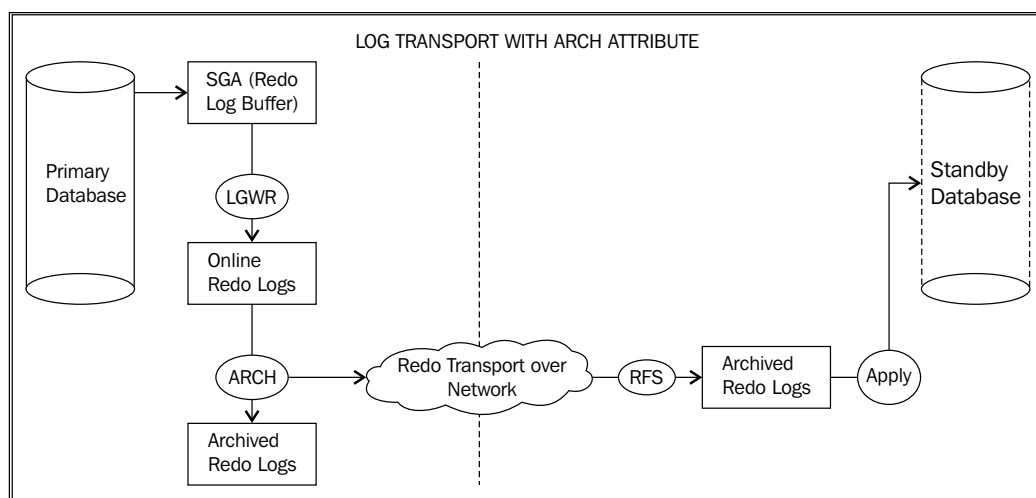 LOG TRANSPORT WITH ARCH ATTRIBUTE
SGA (Redo
Log Buffer)
Primary
Database
LGWR
Online
Redo Logs
ARCH
Archived
Redo Logs
Redo Transport over
Network
RFS
Archived
Redo Logs
Apply
Standby
Database